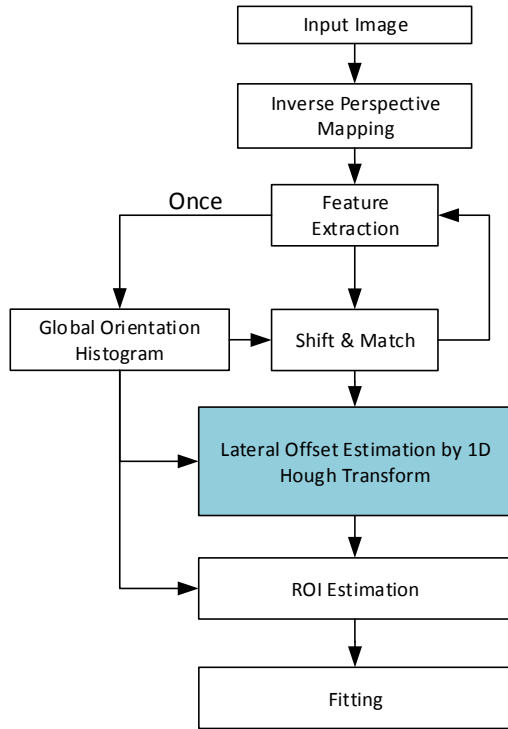 Input Image
Inverse Perspective
Mapping
Once
Feature
Extraction
Global Orientation
Histogram
Shift & Match
Lateral Offset Estimation by 1D
Hough Transform
ROI Estimation
Fitting